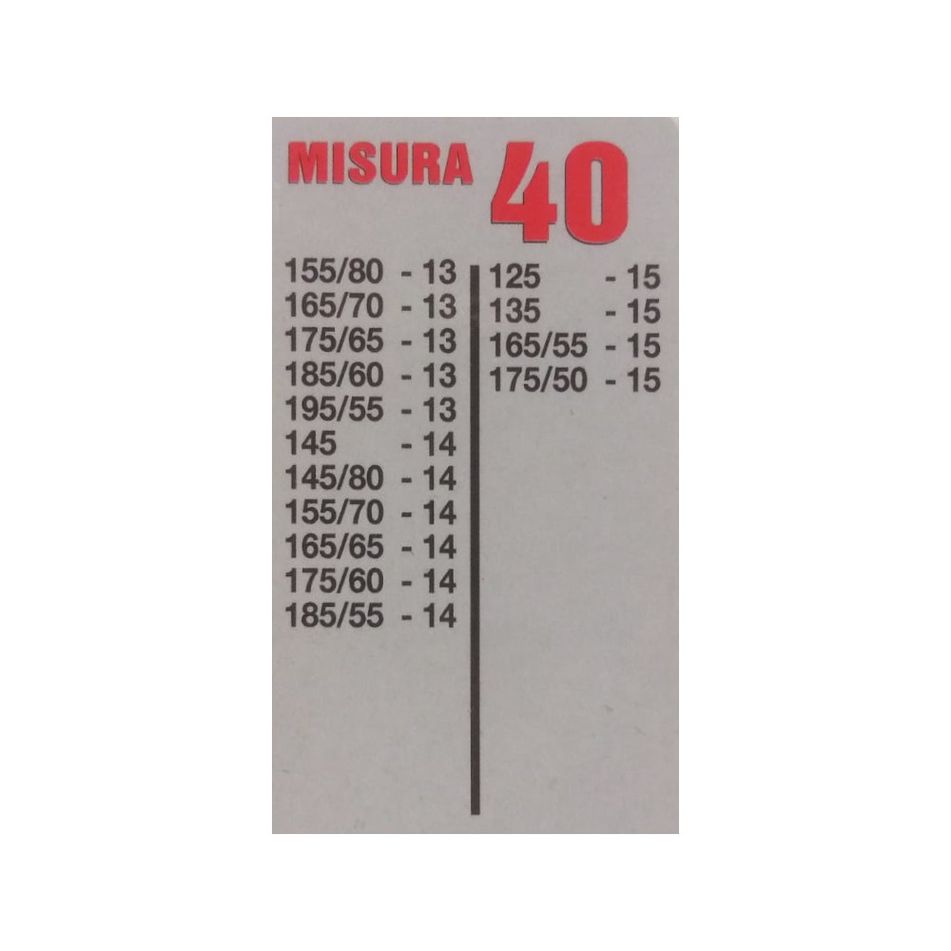 MISURA 40
155/80 - 13
165/70 - 13
175/65 - 13
185/60 - 13
195/55 - 13
145 - 14
145/80 - 14
155/70 - 14
165/65 - 14
175/60 - 14
185/55 - 14
125 - 15
135 - 15
165/55 - 15
175/50 - 15